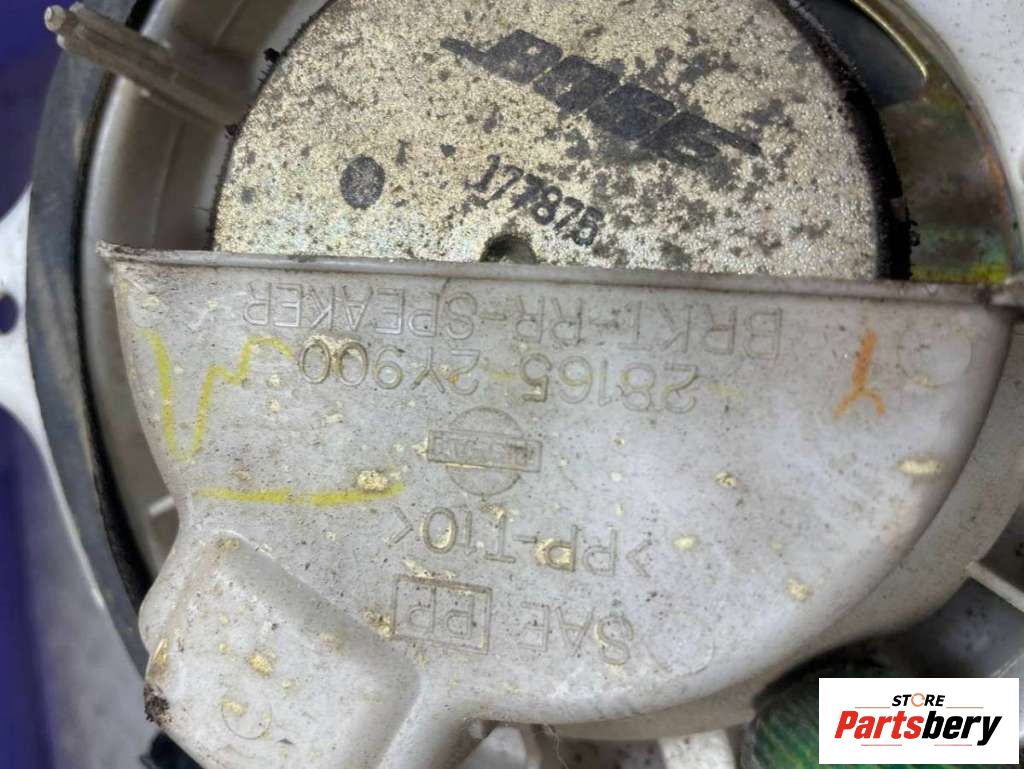 BOSE
177875
BRKT-RR-SPEAKER
28165-2Y900
NISSAN
>PP-T10<
SAE PP
STORE
Partsbery